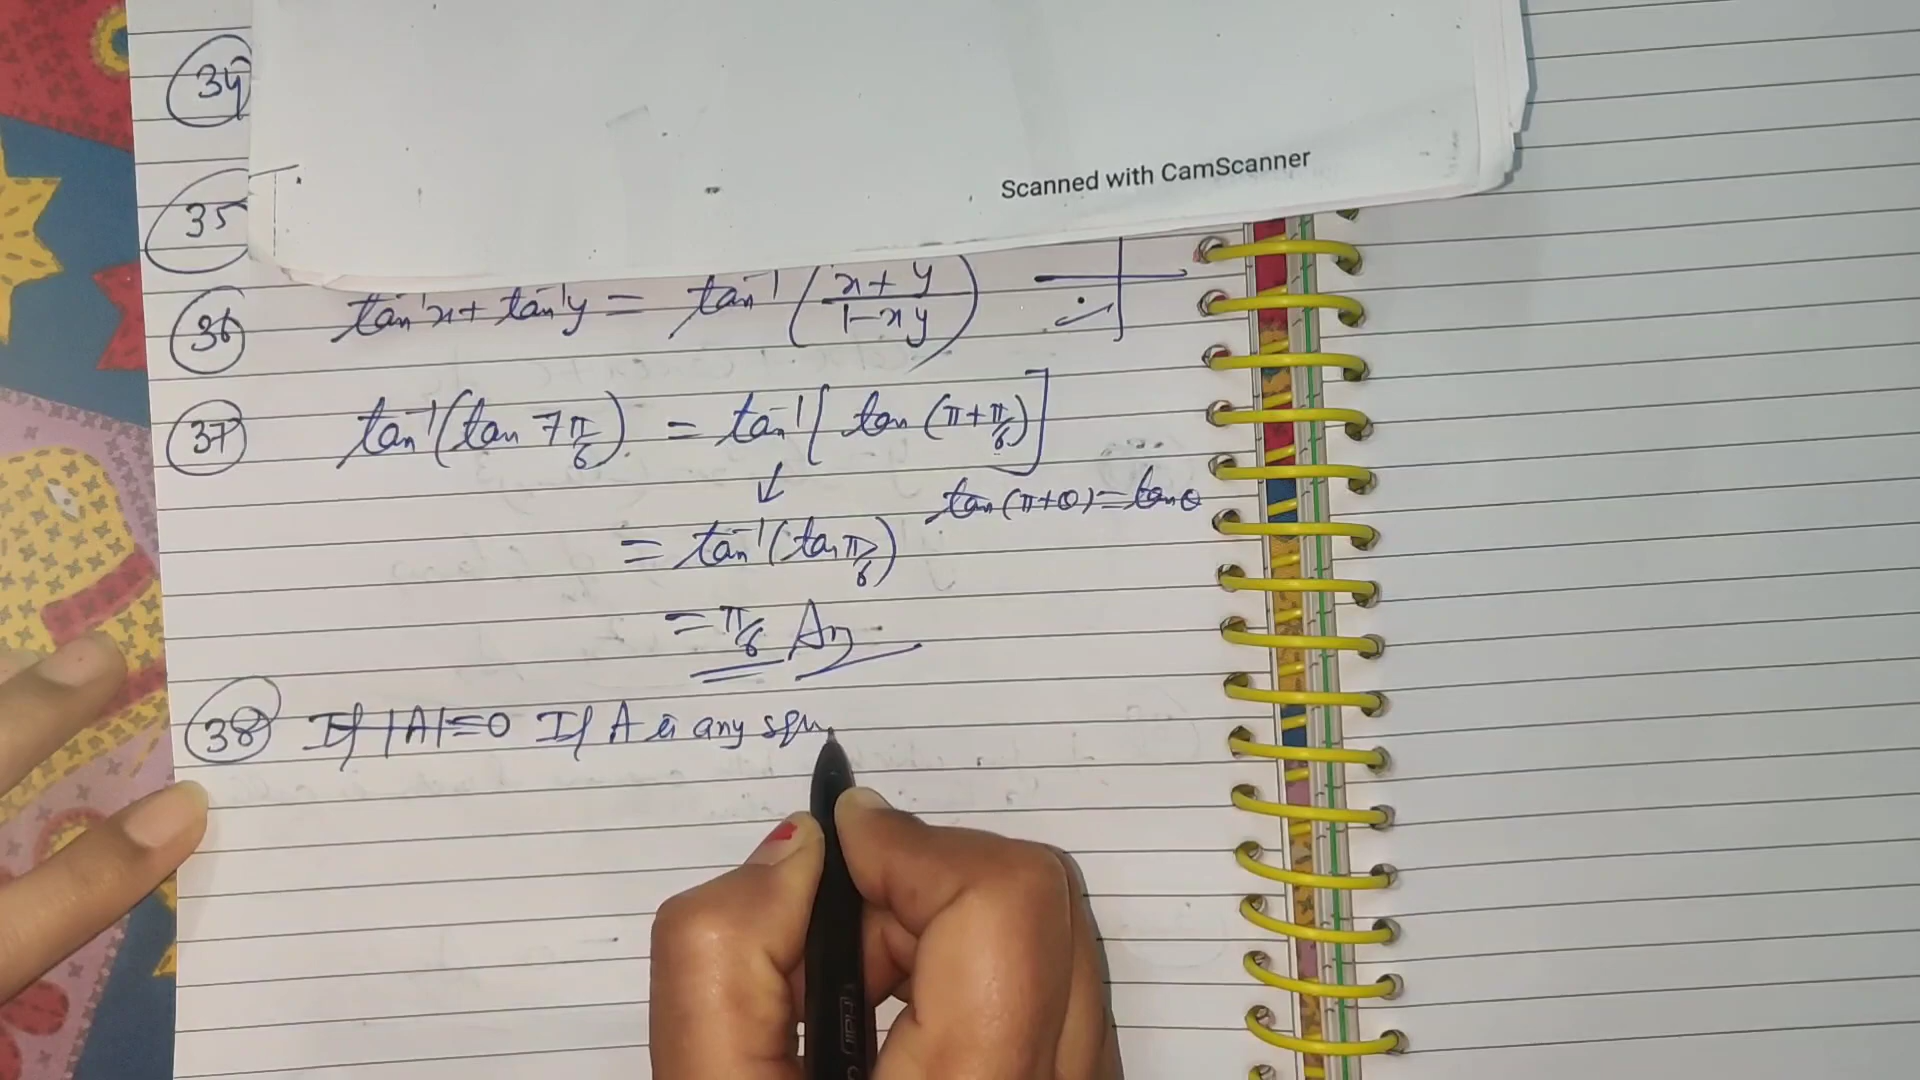 34
Scanned with CamScanner
35
36 tan⁻¹x + tan⁻¹y = tan⁻¹(x+y/1-xy)
37 tan⁻¹(tan 7π/6) = tan⁻¹[tan(π+π/6)]
tan(π+θ)=tanθ
= tan⁻¹(tan π/6)
= π/6 Ans
38 If |A|=0 If A is any squ